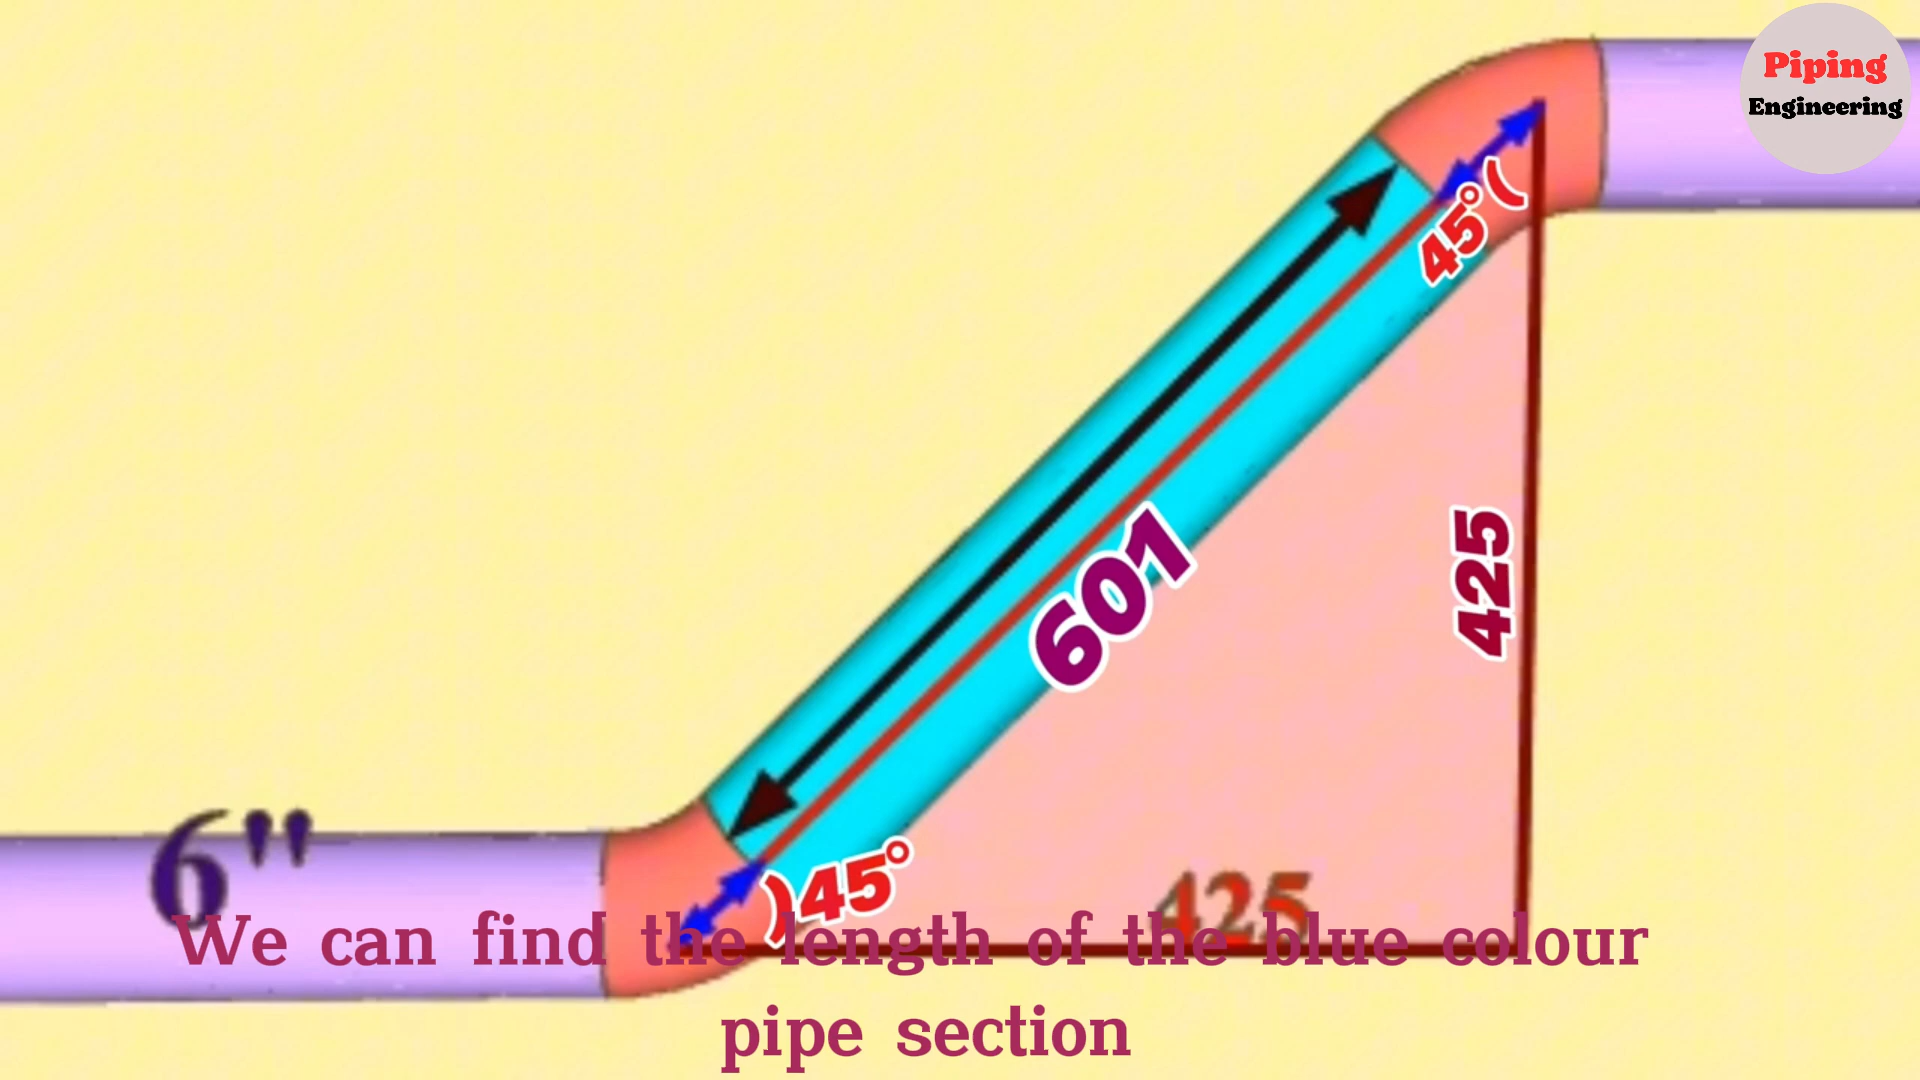 Piping
Engineering
45°
601
425
6"
45°
425
We can find the length of the blue colour
pipe section